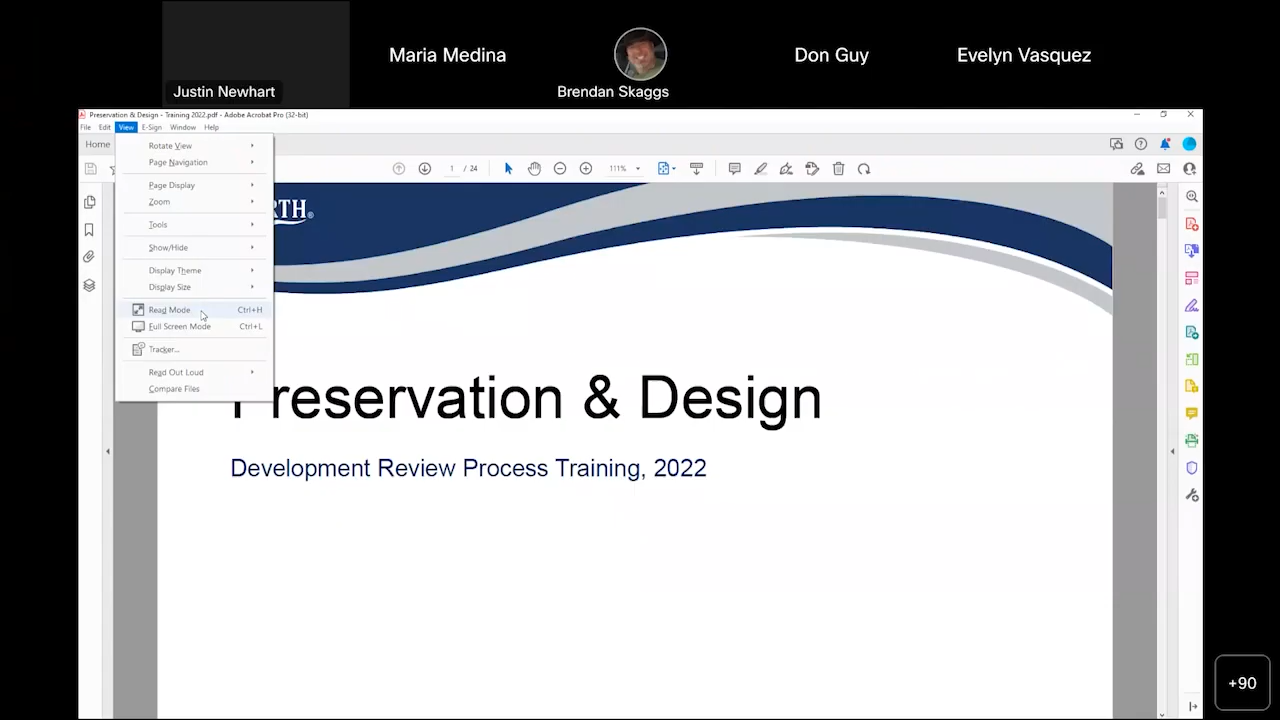 Maria Medina
Don Guy
Evelyn Vasquez
Justin Newhart
Brendan Skaggs
Preservation & Design - Training 2022.pdf - Adobe Acrobat Pro (32-bit)
File Edit View E-Sign Window Help
Home
1 / 24
111%
Rotate View
Page Navigation
Page Display
Zoom
Tools
Show/Hide
Display Theme
Display Size
Read Mode Ctrl+H
Full Screen Mode Ctrl+L
Tracker...
Read Out Loud
Compare Files
RTH®
Preservation & Design
Development Review Process Training, 2022
+90